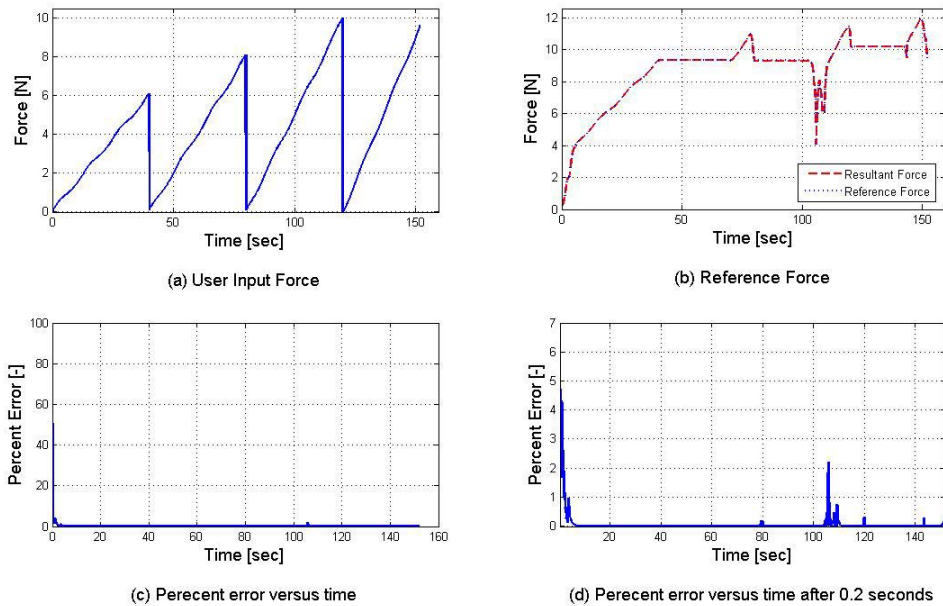 10
8
6
4
2
0
Force [N]
0 50 100 150
Time [sec]
(a) User Input Force
12
10
8
6
4
2
0
Force [N]
Resultant Force
Reference Force
0 50 100 150
Time [sec]
(b) Reference Force
100
80
60
40
20
0
Percent Error [-]
0 20 40 60 80 100 120 140 160
Time [sec]
(c) Perecent error versus time
7
6
5
4
3
2
1
0
Percent Error [-]
0 20 40 60 80 100 120 140
Time [sec]
(d) Perecent error versus time after 0.2 seconds